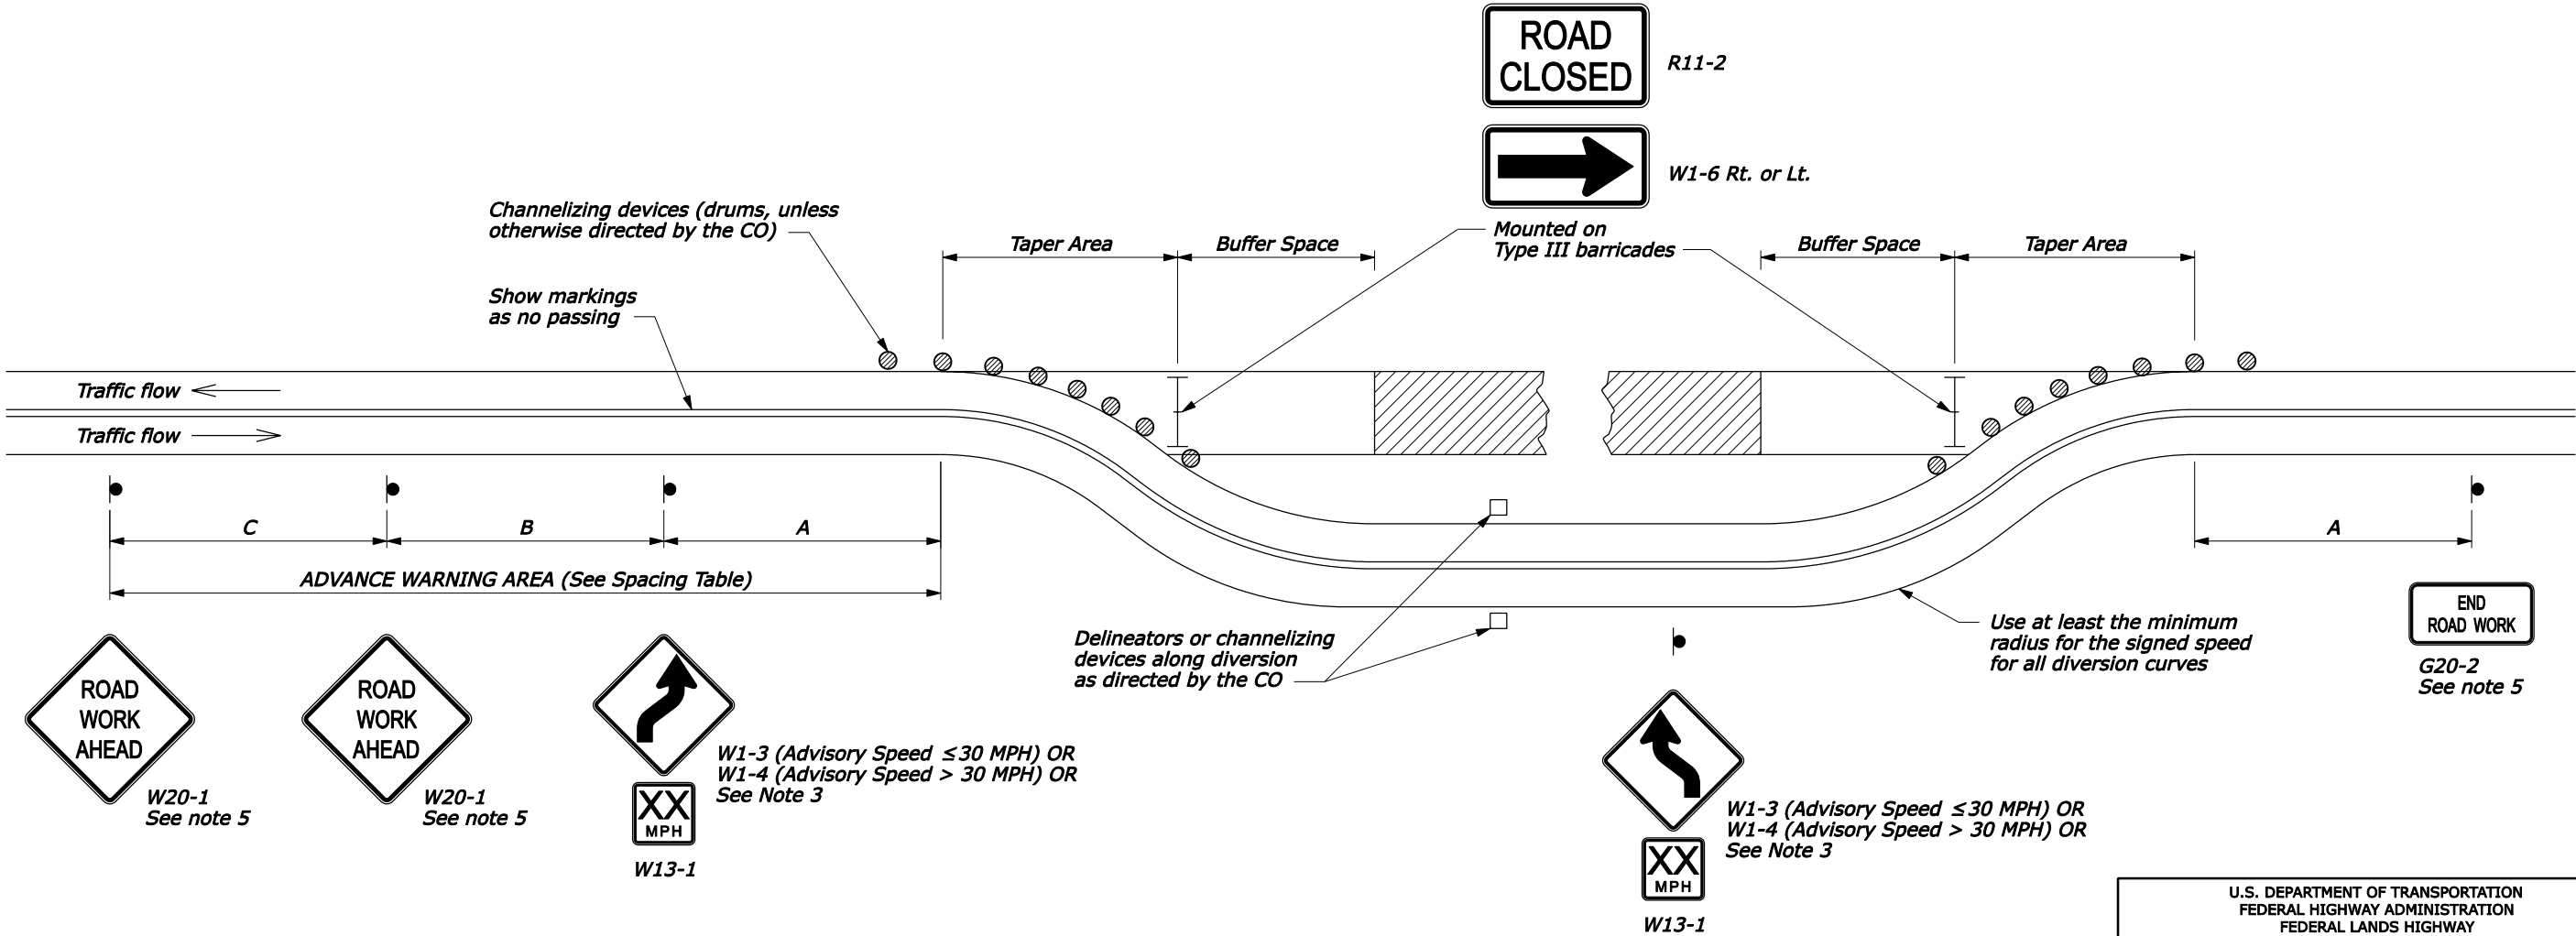 ROAD
CLOSED
R11-2
W1-6 Rt. or Lt.
Channelizing devices (drums, unless
otherwise directed by the CO)
Mounted on
Type III barricades
Taper Area
Buffer Space
Buffer Space
Taper Area
Show markings
as no passing
Traffic flow
Traffic flow
C
B
A
A
ADVANCE WARNING AREA (See Spacing Table)
ROAD
WORK
AHEAD
W20-1
See note 5
ROAD
WORK
AHEAD
W20-1
See note 5
W1-3 (Advisory Speed ≤30 MPH) OR
W1-4 (Advisory Speed > 30 MPH) OR
See Note 3
XX
MPH
W13-1
Delineators or channelizing
devices along diversion
as directed by the CO
W1-3 (Advisory Speed ≤30 MPH) OR
W1-4 (Advisory Speed > 30 MPH) OR
See Note 3
XX
MPH
W13-1
Use at least the minimum
radius for the signed speed
for all diversion curves
END
ROAD WORK
G20-2
See note 5
U.S. DEPARTMENT OF TRANSPORTATION
FEDERAL HIGHWAY ADMINISTRATION
FEDERAL LANDS HIGHWAY